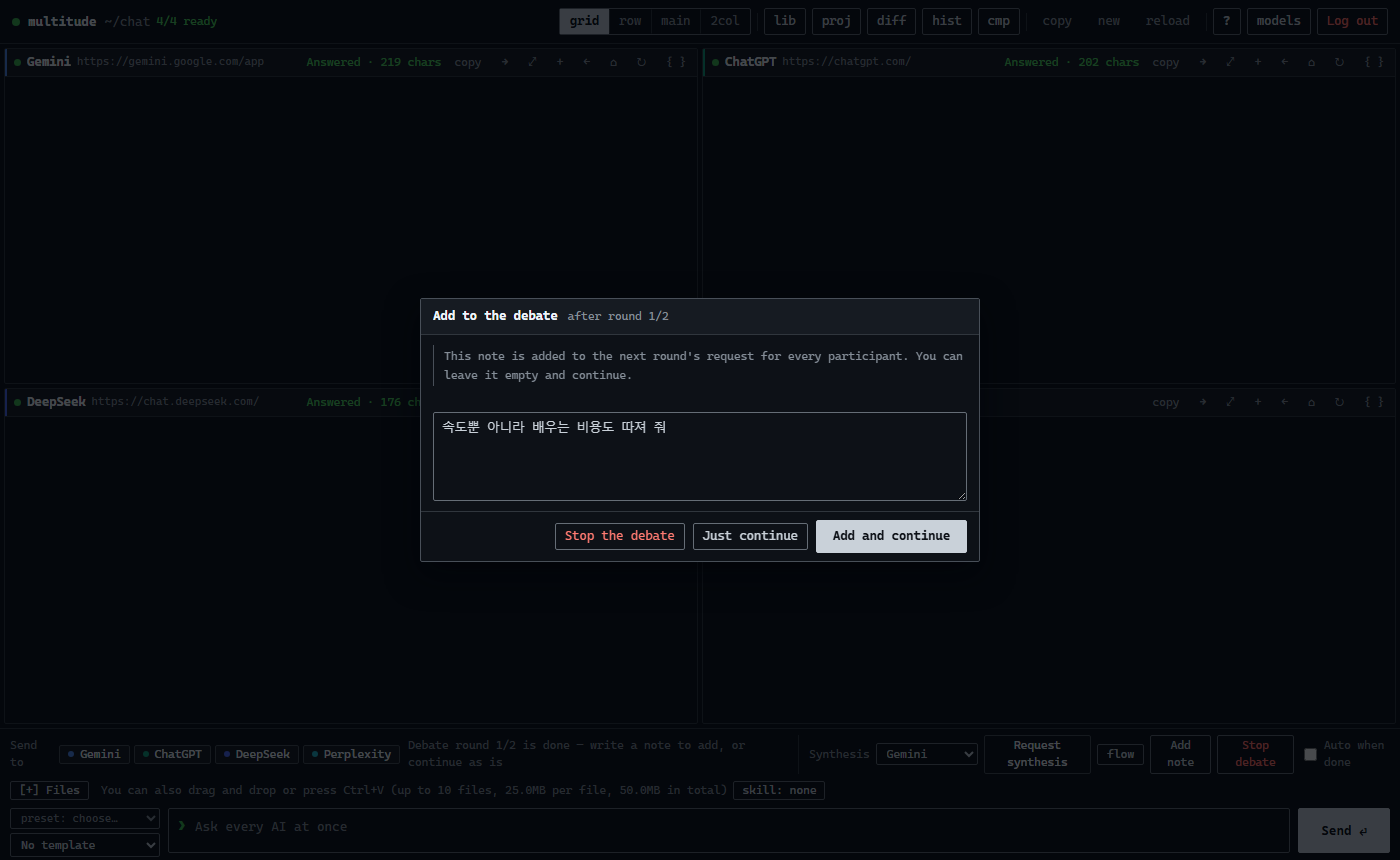 multitude ~/chat 4/4 ready
grid row main 2col lib proj diff hist cmp copy new reload ? models Log out
Gemini https://gemini.google.com/app Answered · 219 chars copy
ChatGPT https://chatgpt.com/ Answered · 202 chars copy
Add to the debate after round 1/2
This note is added to the next round's request for every participant. You can
leave it empty and continue.
속도뿐 아니라 배우는 비용도 따져 줘
Stop the debate Just continue Add and continue
DeepSeek https://chat.deepseek.com/ Answered · 176 ch
copy
Send to Gemini ChatGPT DeepSeek Perplexity
Debate round 1/2 is done — write a note to add, or
continue as is
Synthesis Gemini Request synthesis flow Add note Stop debate Auto when done
[+] Files You can also drag and drop or press Ctrl+V (up to 10 files, 25.0MB per file, 50.0MB in total) skill: none
preset: choose…
No template
❯ Ask every AI at once
Send ⏎